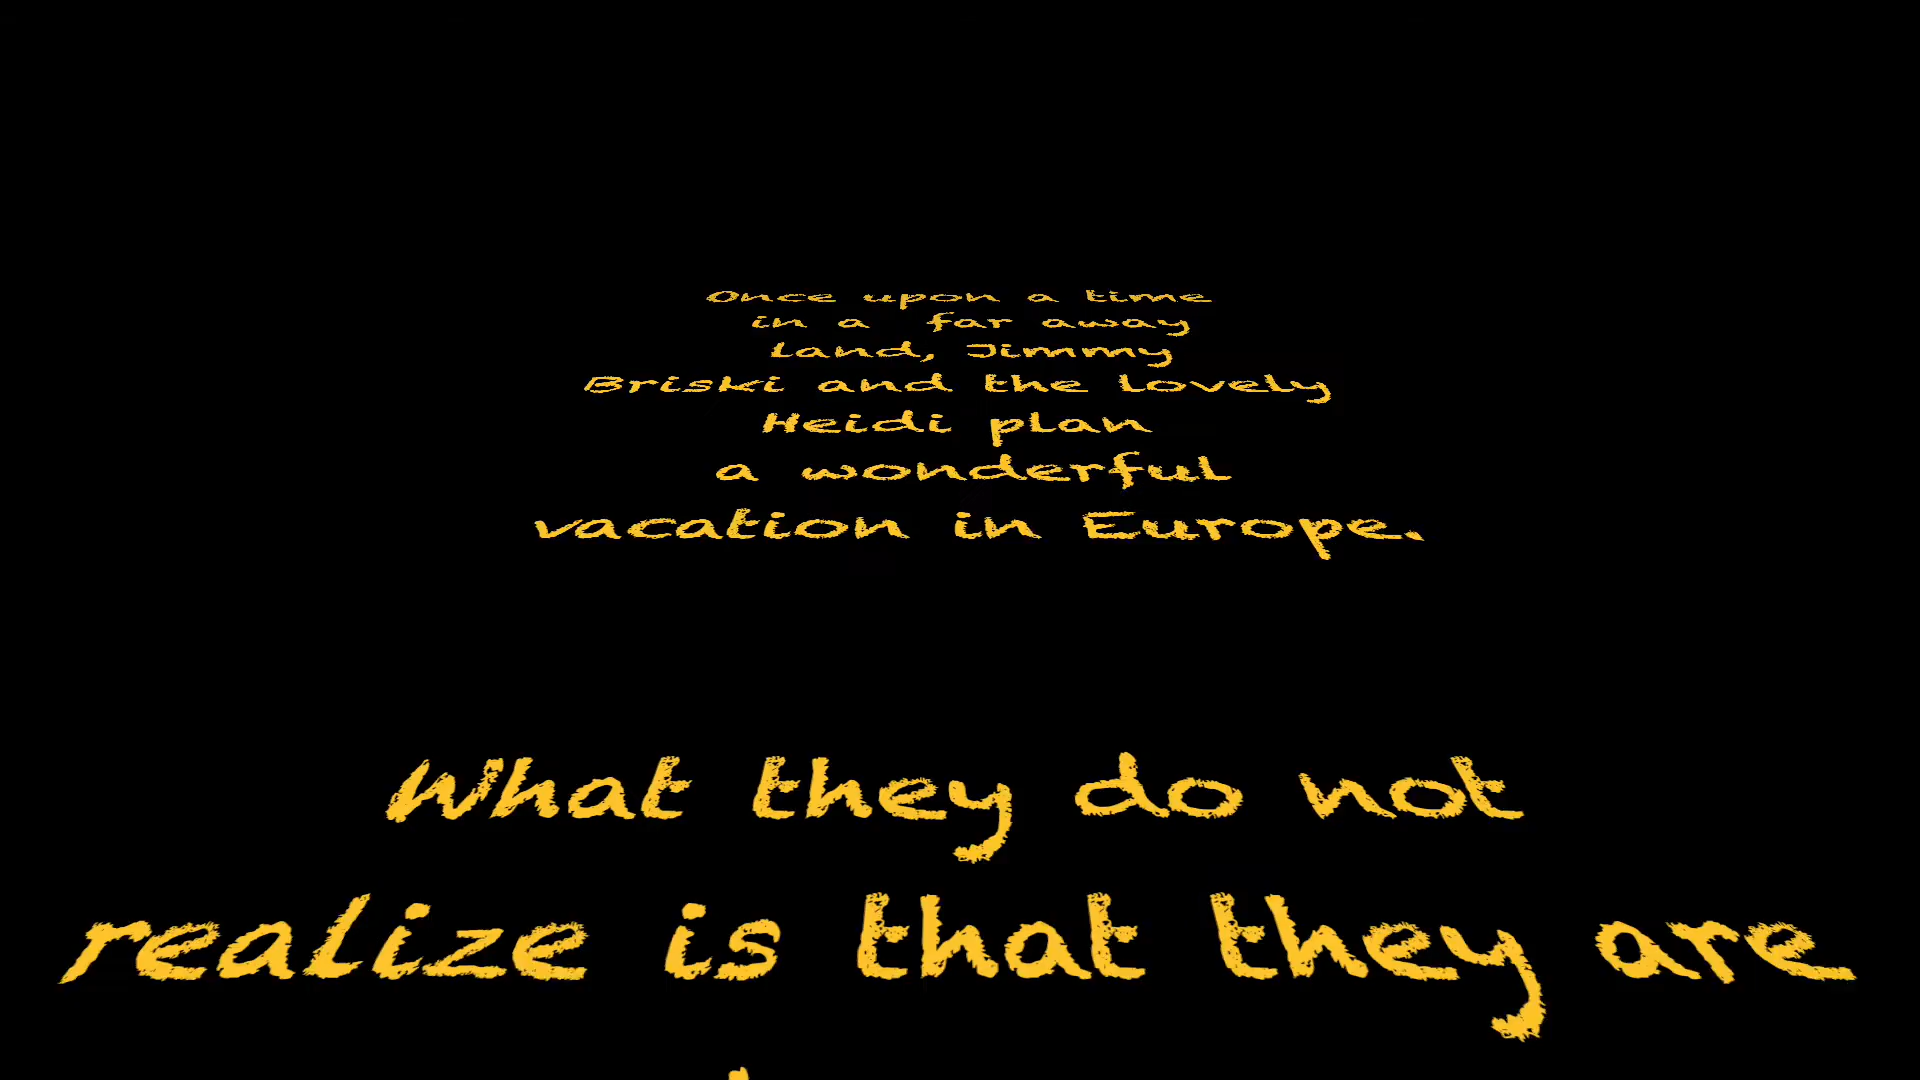 Once upon a time
in a far away
land, Jimmy
Briski and the lovely
Heidi plan
a wonderful
vacation in Europe.
What they do not
realize is that they are